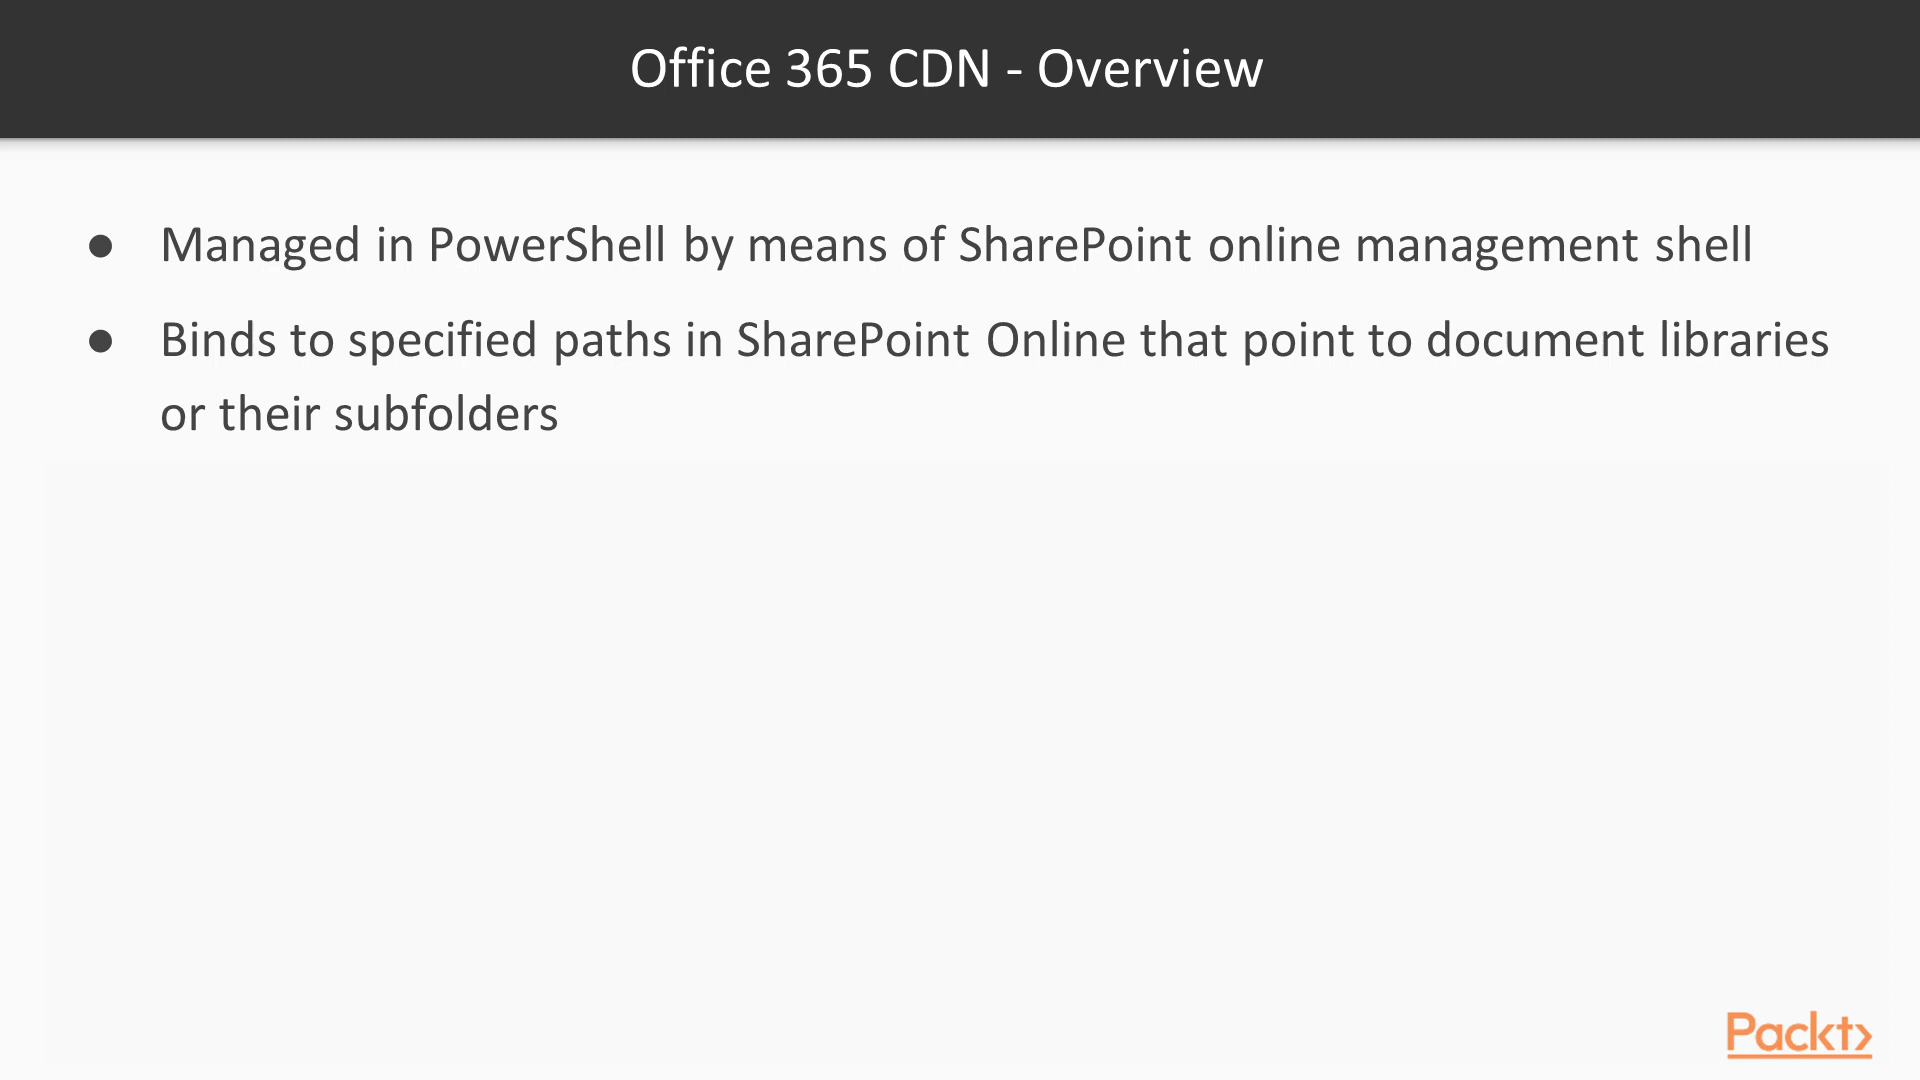 Office 365 CDN - Overview
● Managed in PowerShell by means of SharePoint online management shell
● Binds to specified paths in SharePoint Online that point to document libraries
or their subfolders
Packt>